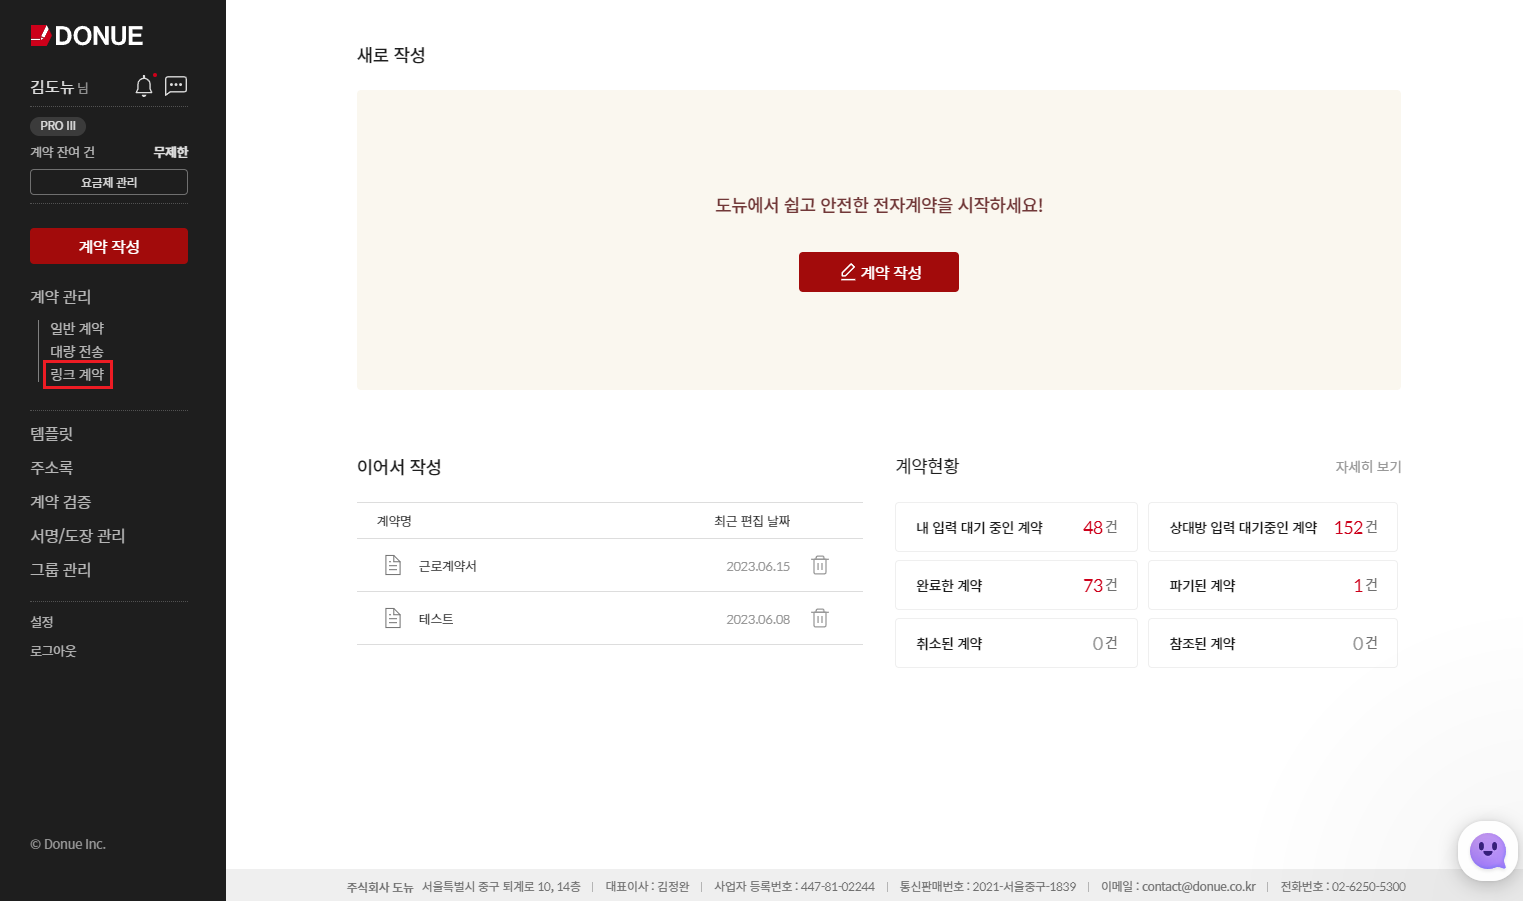 DONUE
김도뉴 님
PRO III
계약 잔여 건 무제한
요금제 관리
계약 작성
계약 관리
일반 계약
대량 전송
링크 계약
템플릿
주소록
계약 검증
서명/도장 관리
그룹 관리
설정
로그아웃
© Donue Inc.
새로 작성
도뉴에서 쉽고 안전한 전자계약을 시작하세요!
계약 작성
이어서 작성
계약명 최근 편집 날짜
근로계약서 2023.06.15
테스트 2023.06.08
계약현황 자세히 보기
내 입력 대기 중인 계약 48 건
상대방 입력 대기중인 계약 152 건
완료한 계약 73 건
파기된 계약 1 건
취소된 계약 0 건
참조된 계약 0 건
주식회사 도뉴 서울특별시 중구 퇴계로 10, 14층 | 대표이사 : 김정완 | 사업자 등록번호 : 447-81-02244 | 통신판매번호 : 2021-서울중구-1839 | 이메일 : contact@donue.co.kr | 전화번호 : 02-6250-5300